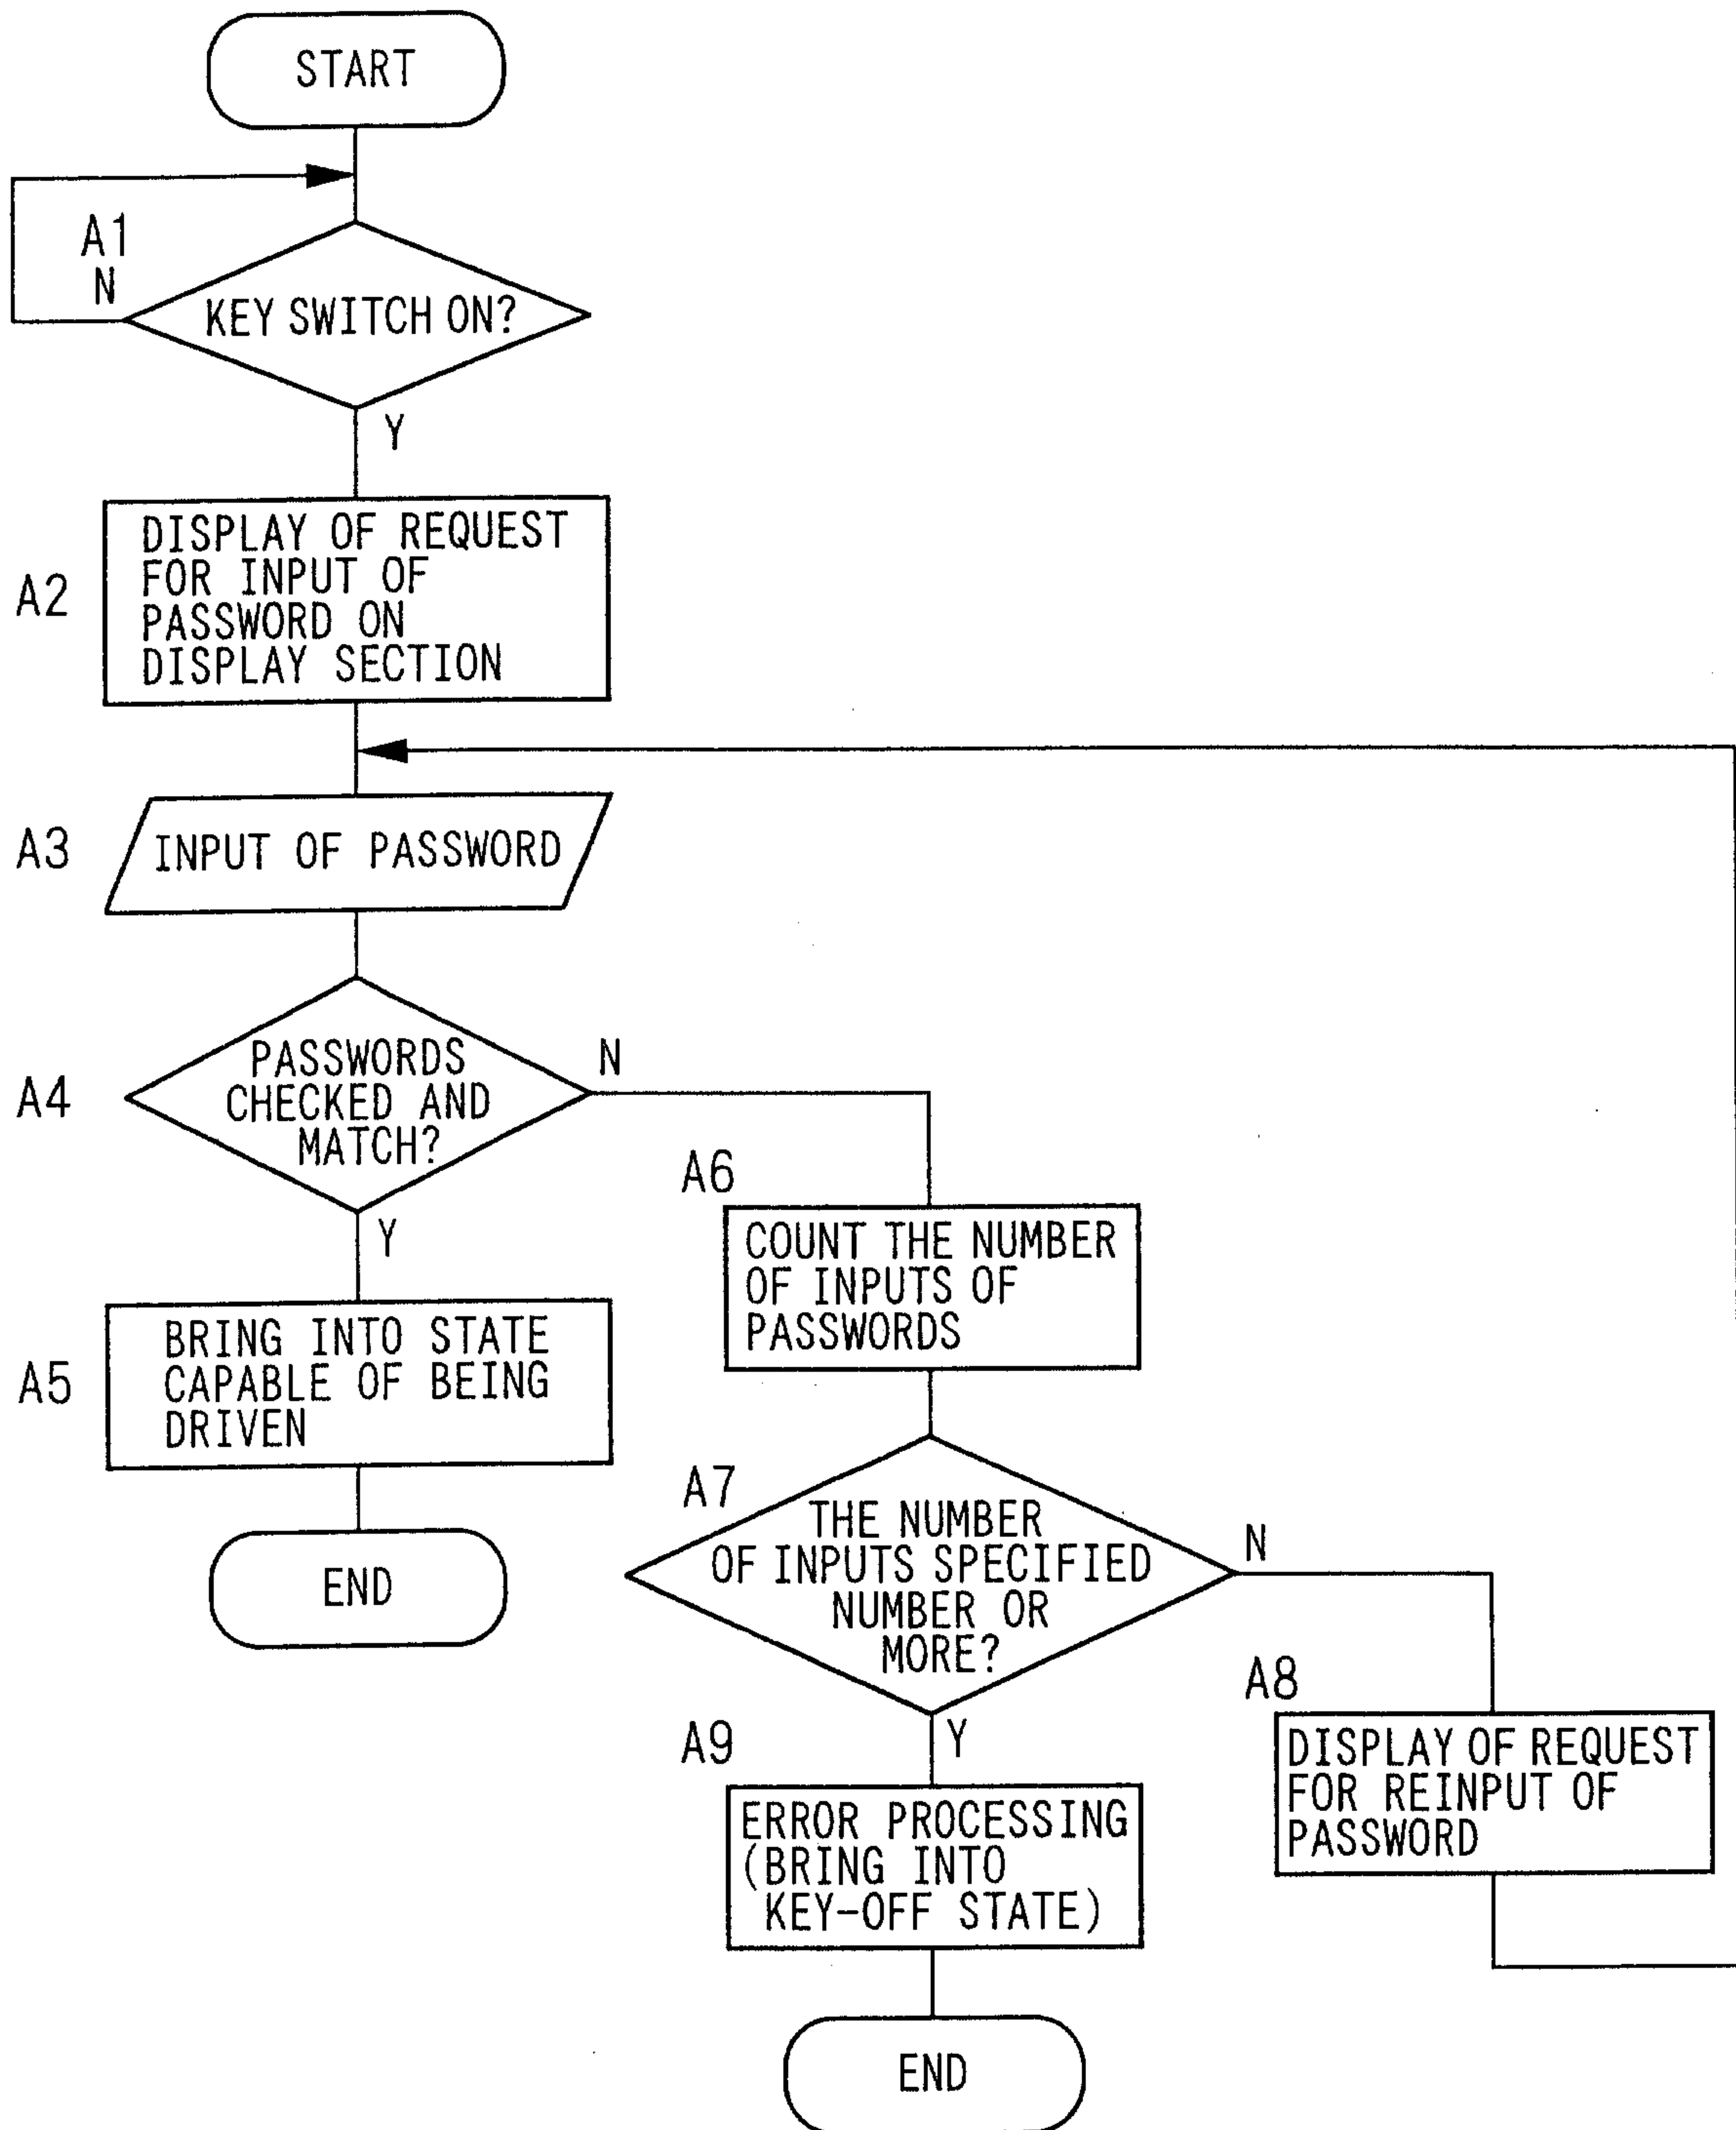 START
A1
N
KEY SWITCH ON?
Y
A2
DISPLAY OF REQUEST
FOR INPUT OF
PASSWORD ON
DISPLAY SECTION
A3
INPUT OF PASSWORD
A4
PASSWORDS
CHECKED AND
MATCH?
N
Y
A5
BRING INTO STATE
CAPABLE OF BEING
DRIVEN
END
A6
COUNT THE NUMBER
OF INPUTS OF
PASSWORDS
A7
THE NUMBER
OF INPUTS SPECIFIED
NUMBER OR
MORE?
N
Y
A8
DISPLAY OF REQUEST
FOR REINPUT OF
PASSWORD
A9
ERROR PROCESSING
(BRING INTO
KEY-OFF STATE)
END